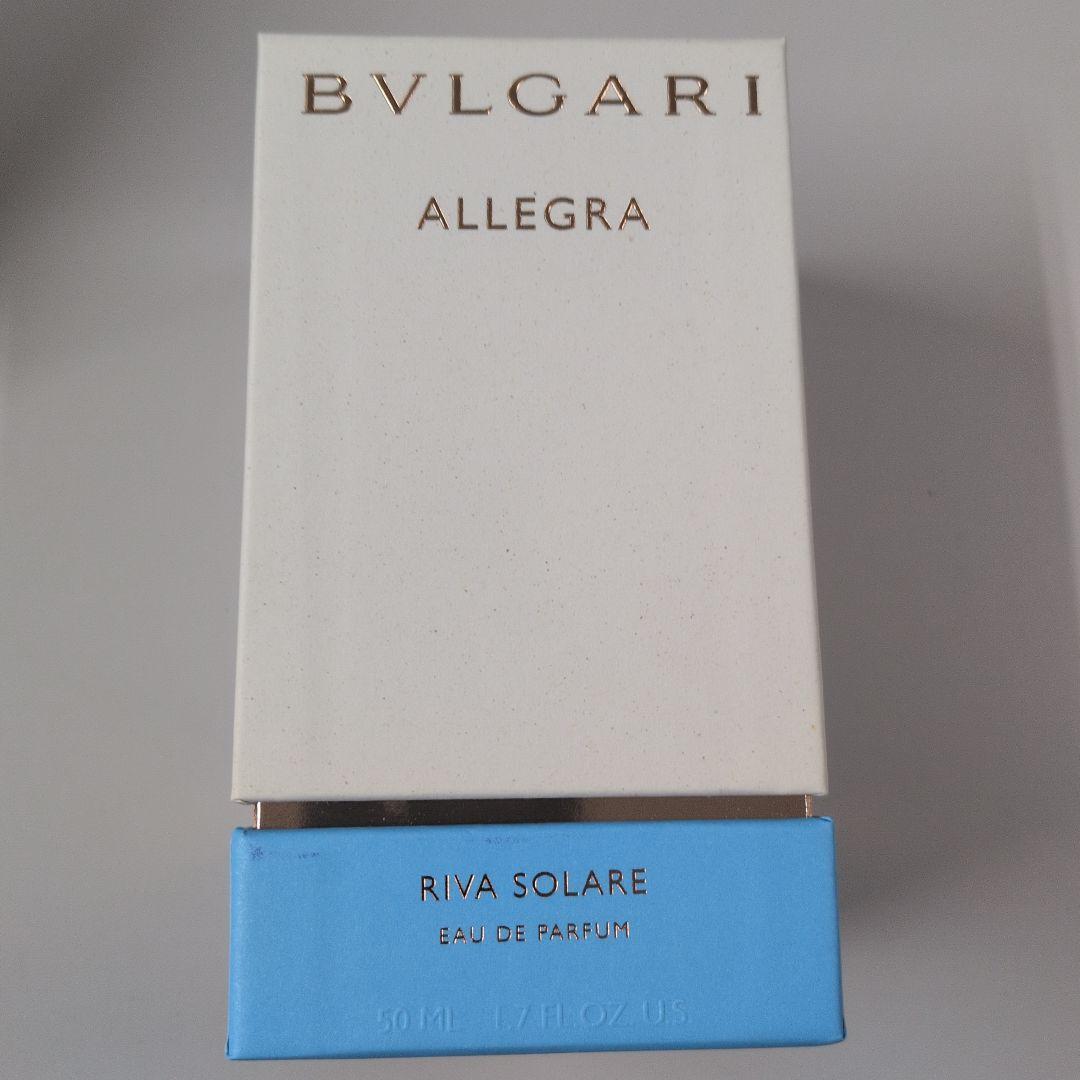 BVLGARI
ALLEGRA
RIVA SOLARE
EAU DE PARFUM
50 ML 1.7 FL. OZ. U.S.